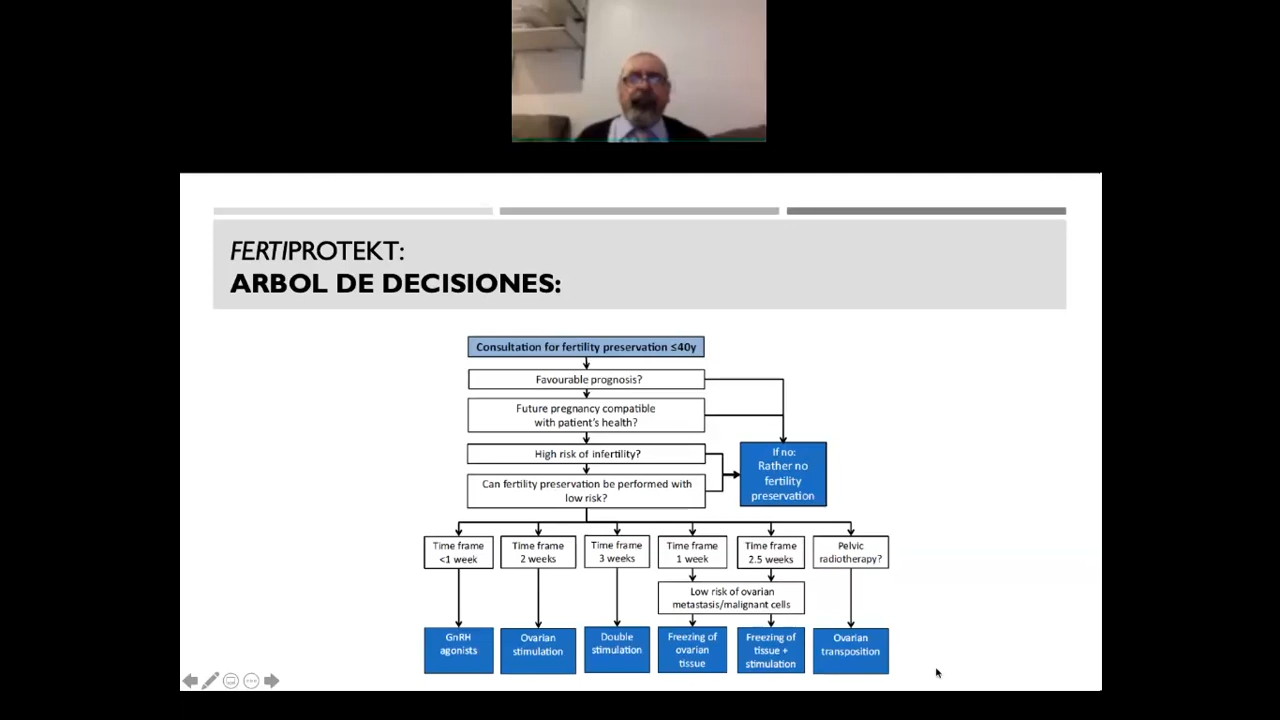 FERTIPROTEKT:
ARBOL DE DECISIONES:
Consultation for fertility preservation ≤40y
Favourable prognosis?
Future pregnancy compatible
with patient's health?
High risk of infertility?
Can fertility preservation be performed with
low risk?
If no:
Rather no
fertility
preservation
Time frame
<1 week
Time frame
2 weeks
Time frame
3 weeks
Time frame
1 week
Time frame
2.5 weeks
Pelvic
radiotherapy?
Low risk of ovarian
metastasis/malignant cells
GnRH
agonists
Ovarian
stimulation
Double
stimulation
Freezing of
ovarian
tissue
Freezing of
tissue +
stimulation
Ovarian
transposition